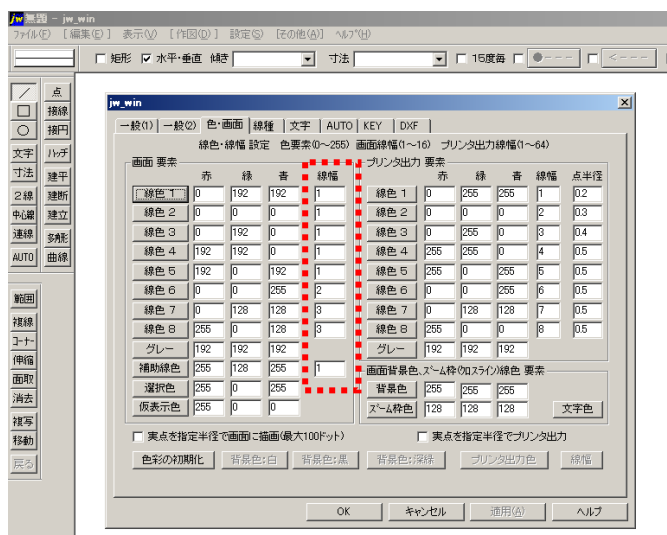 jw 無題 - jw_win
ファイル(F) [編集(E)] 表示(V) [作図(D)] 設定(S) [その他(A)] ヘルプ(H)
矩形 水平・垂直 傾き 寸法 15度毎 ●--- <---
／ 点
□ 接線
○ 接円
文字 ハッチ
寸法 建平
2線 建断
中心線 建立
連線 多角形
AUTO 曲線
範囲
複線
コーナー
伸縮
面取
消去
複写
移動
戻る
jw_win
一般(1) 一般(2) 色・画面 線種 文字 AUTO KEY DXF
線色・線幅 設定 色要素(0~255) 画面線幅(1~16) プリンタ出力線幅(1~64)
画面 要素 プリンタ出力 要素
赤 緑 青 線幅 赤 緑 青 線幅 点半径
線色 1 0 192 192 1 線色 1 0 255 255 1 0.2
線色 2 0 0 0 1 線色 2 0 0 0 2 0.3
線色 3 0 192 0 1 線色 3 0 255 0 3 0.4
線色 4 192 192 0 1 線色 4 255 255 0 4 0.5
線色 5 192 0 192 1 線色 5 255 0 255 5 0.5
線色 6 0 0 255 2 線色 6 0 0 255 6 0.5
線色 7 0 128 128 3 線色 7 0 128 128 7 0.5
線色 8 255 0 128 3 線色 8 255 0 0 8 0.5
グレー 192 192 192 グレー 192 192 192
補助線色 255 128 255 1 画面背景色、ズーム枠(クロスライン)線色 要素
選択色 255 0 255 背景色 255 255 255
仮表示色 255 0 0 ズーム枠色 128 128 128 文字色
実点を指定半径で画面に描画(最大100ドット) 実点を指定半径でプリンタ出力
色彩の初期化 背景色:白 背景色:黒 背景色:深緑 プリンタ出力色 線幅
OK キャンセル 適用(A) ヘルプ